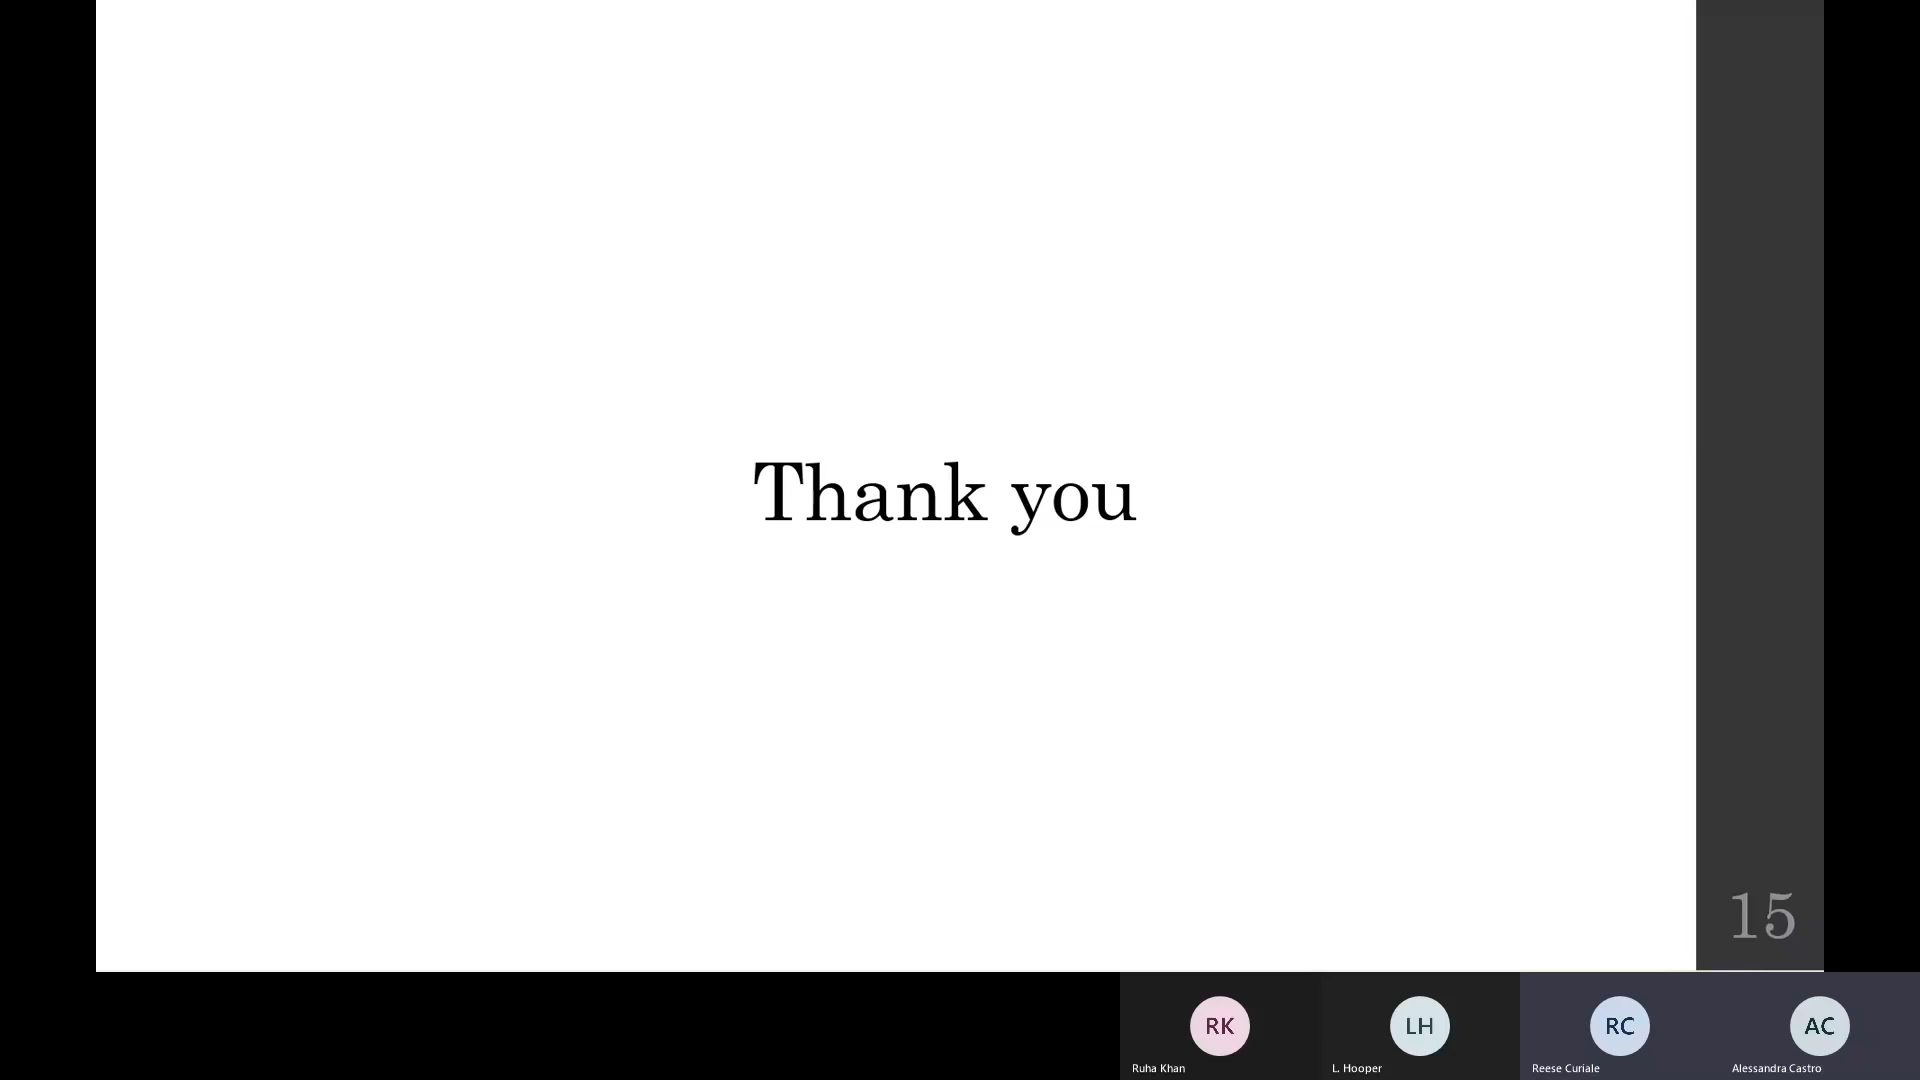 Thank you
15
RK
LH
RC
AC
Ruha Khan
L. Hooper
Reese Curiale
Alessandra Castro